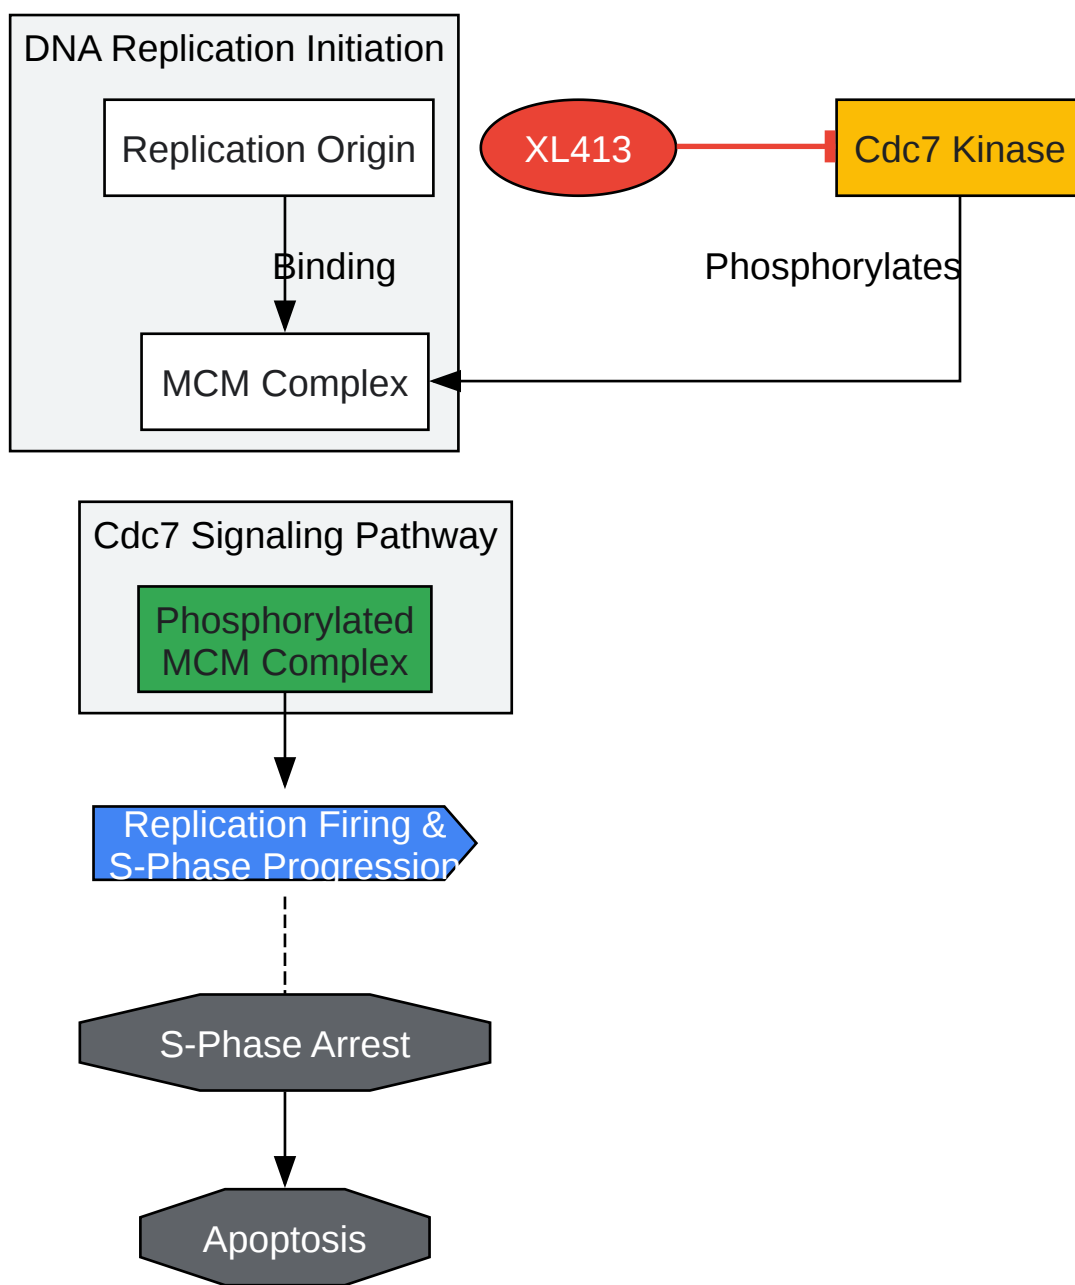 DNA Replication Initiation
Replication Origin
XL413
Cdc7 Kinase
Binding
Phosphorylates
MCM Complex
Cdc7 Signaling Pathway
Phosphorylated
MCM Complex
Replication Firing &
S-Phase Progression
S-Phase Arrest
Apoptosis